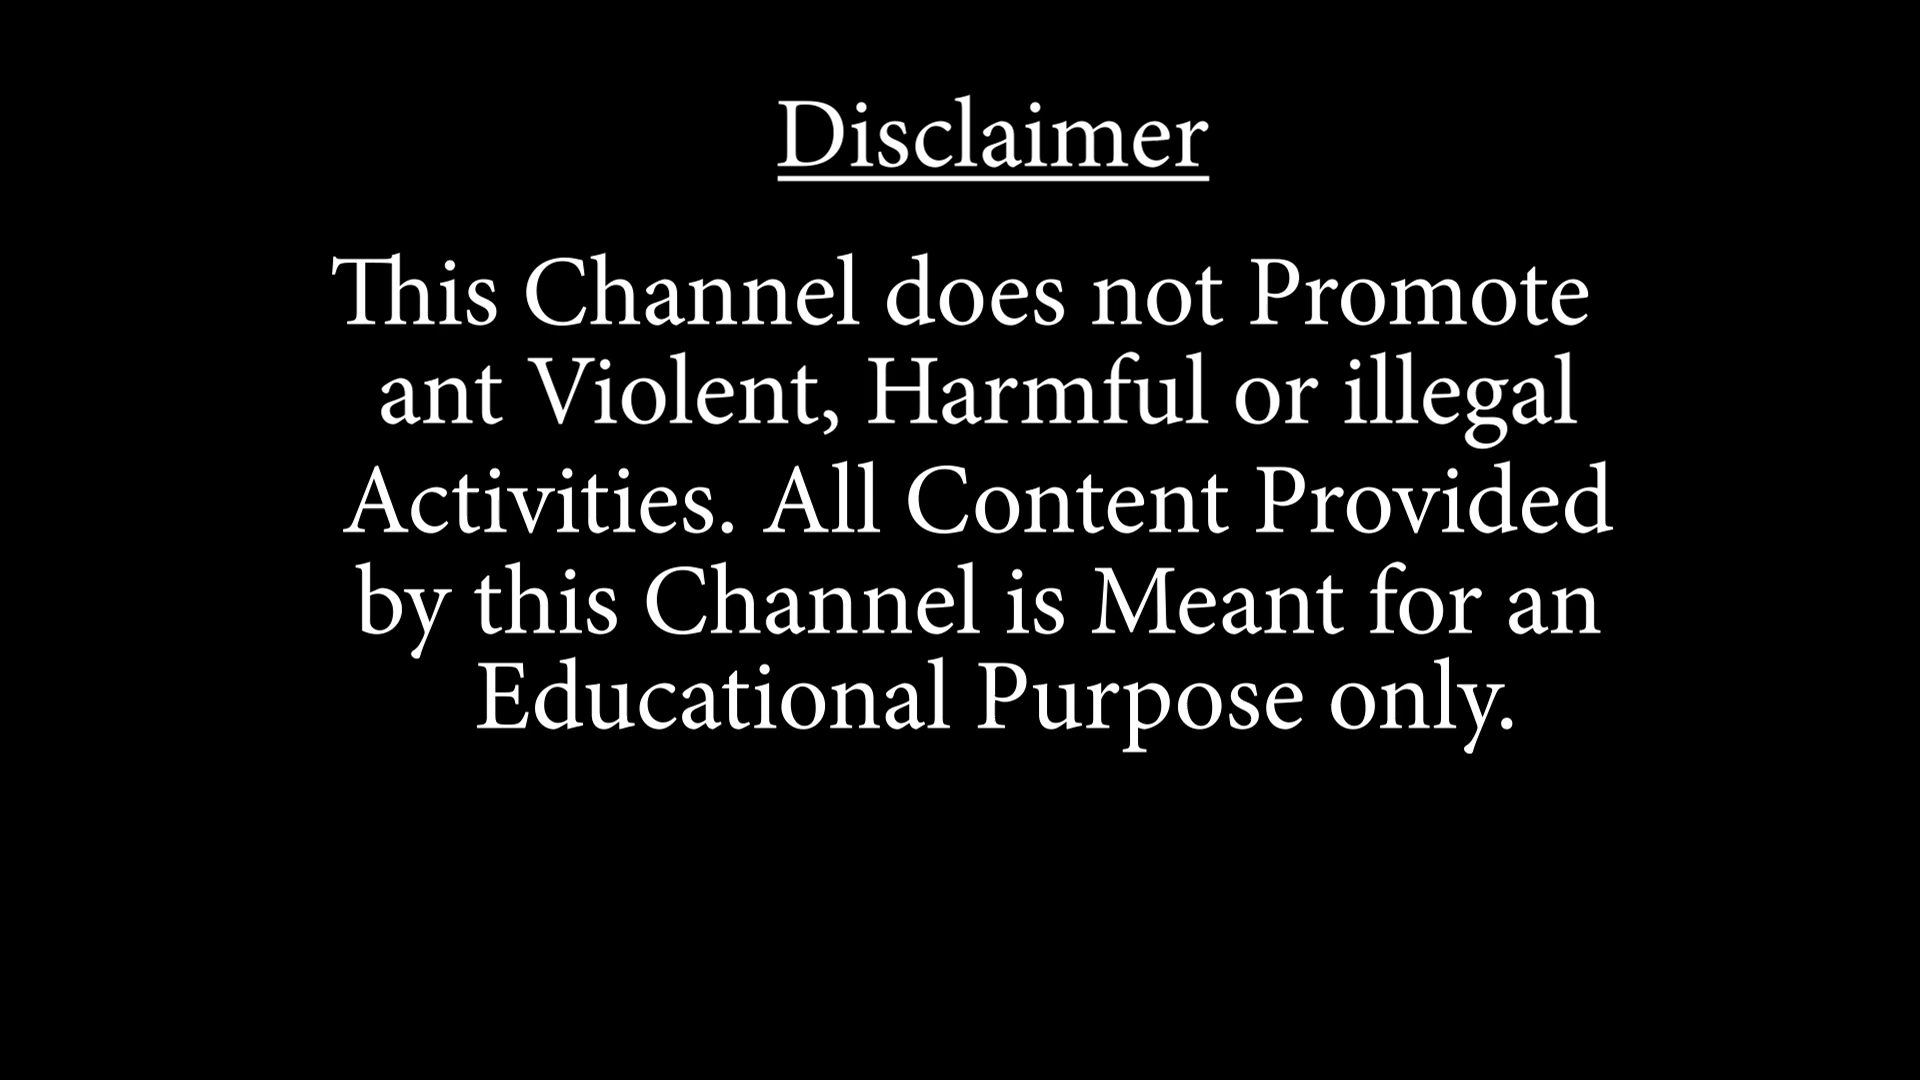 Disclaimer
This Channel does not Promote
ant Violent, Harmful or illegal
Activities. All Content Provided
by this Channel is Meant for an
Educational Purpose only.